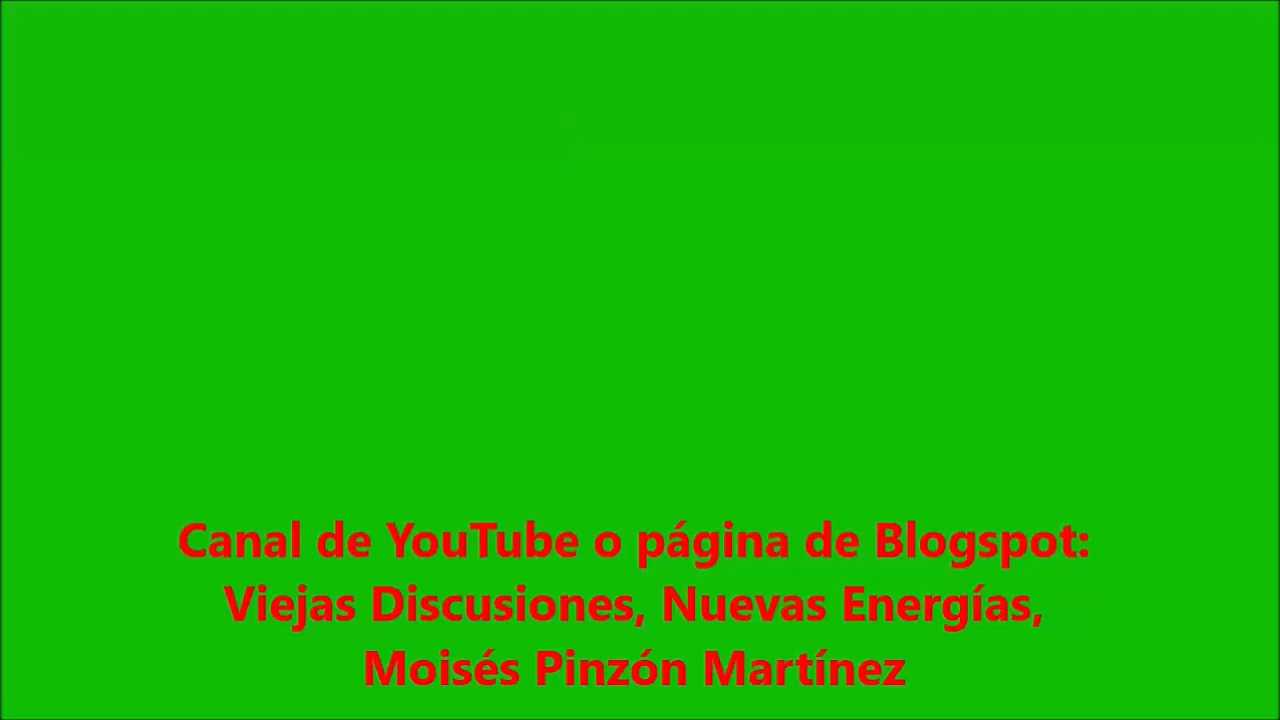 Canal de YouTube o página de Blogspot:
Viejas Discusiones, Nuevas Energías,
Moisés Pinzón Martínez